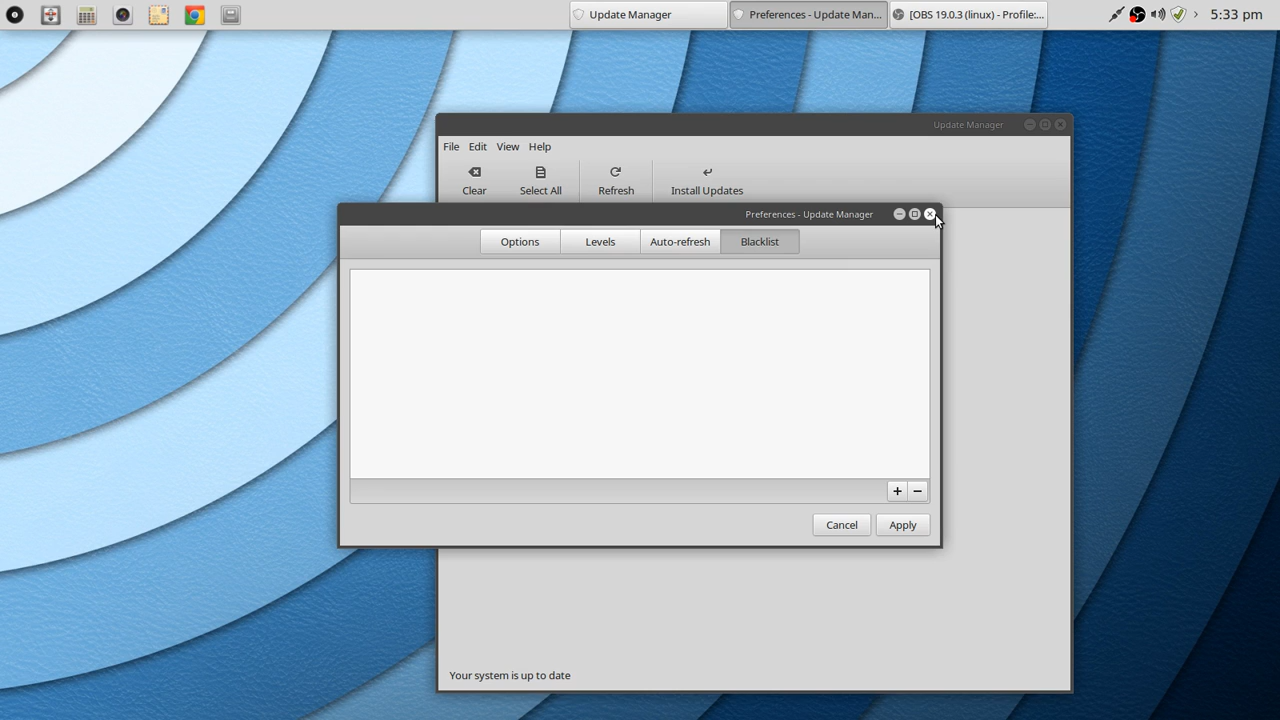 Update Manager
Preferences - Update Man...
[OBS 19.0.3 (linux) - Profile:...
5:33 pm
Update Manager
File Edit View Help
Clear Select All Refresh Install Updates
Preferences - Update Manager
Options Levels Auto-refresh Blacklist
Cancel Apply
Your system is up to date